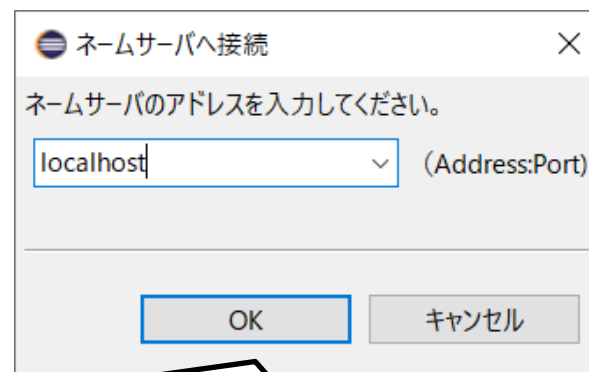 ネームサーバへ接続
ネームサーバのアドレスを入力してください。
localhost (Address:Port)
OK キャンセル